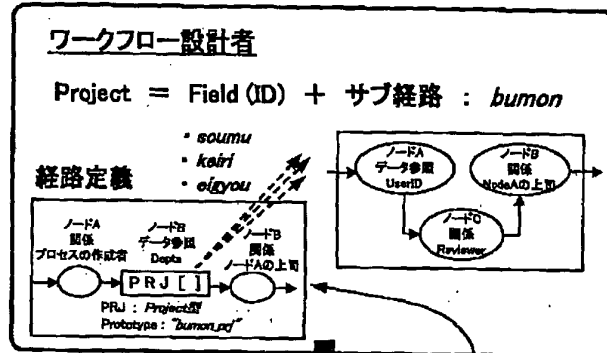 ワークフロー設計者
Project = Field (ID) + サブ経路 : bumon
・soumu
・keiri
・eigyou
経路定義
ノードA
関係
プロセスの作成者
ノードB
データ参照
Depts
ノードB
関係
ノードAの上司
PRJ [ ]
PRJ : Project型
Prototype : "bumon_prj"
ノードA
データ参照
UserID
ノードB
関係
NodeAの上司
ノードC
関係
Reviewer